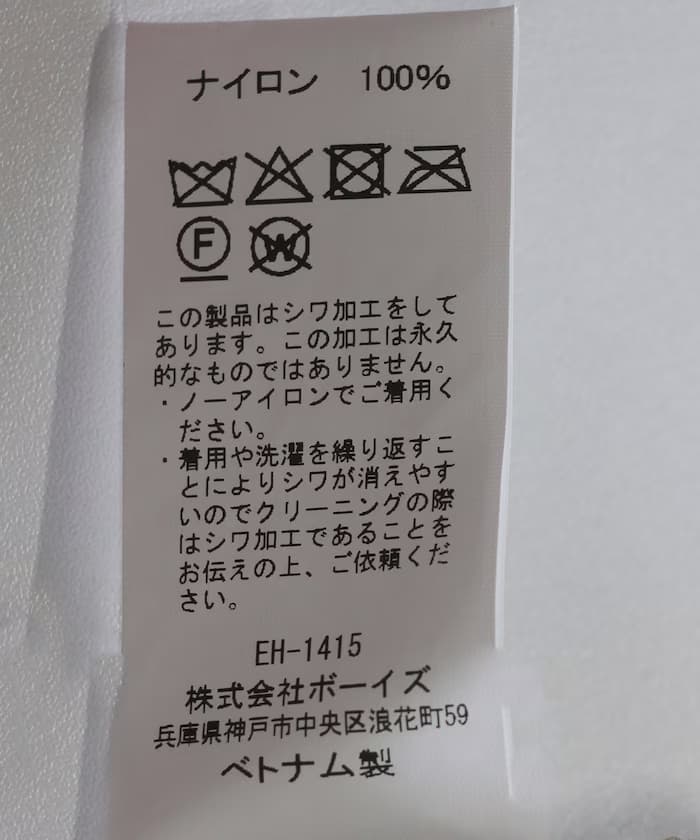 ナイロン 100%
F W
この製品はシワ加工をして
あります。この加工は永久
的なものではありません。
・ノーアイロンでご着用く
ださい。
・着用や洗濯を繰り返すこ
とによりシワが消えやす
いのでクリーニングの際
はシワ加工であることを
お伝えの上、ご依頼くだ
さい。
EH-1415
株式会社ボーイズ
兵庫県神戸市中央区浪花町59
ベトナム製